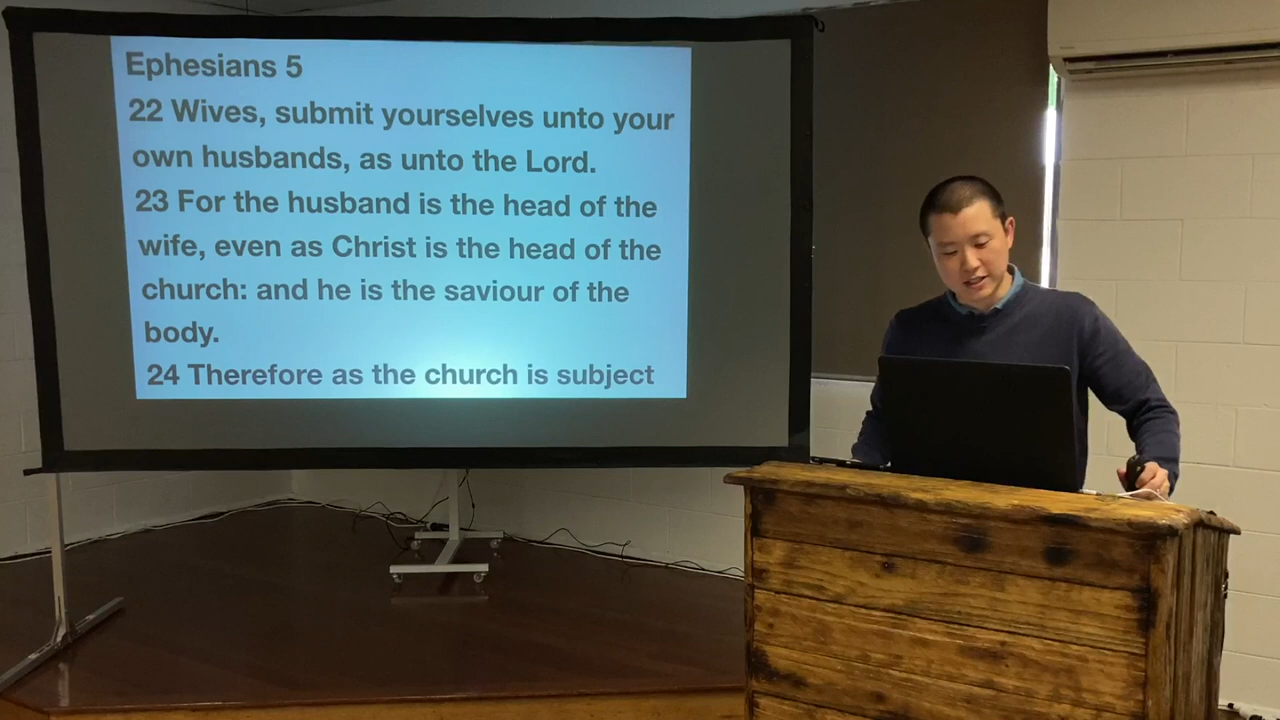 Ephesians 5
22 Wives, submit yourselves unto your
own husbands, as unto the Lord.
23 For the husband is the head of the
wife, even as Christ is the head of the
church: and he is the saviour of the
body.
24 Therefore as the church is subject